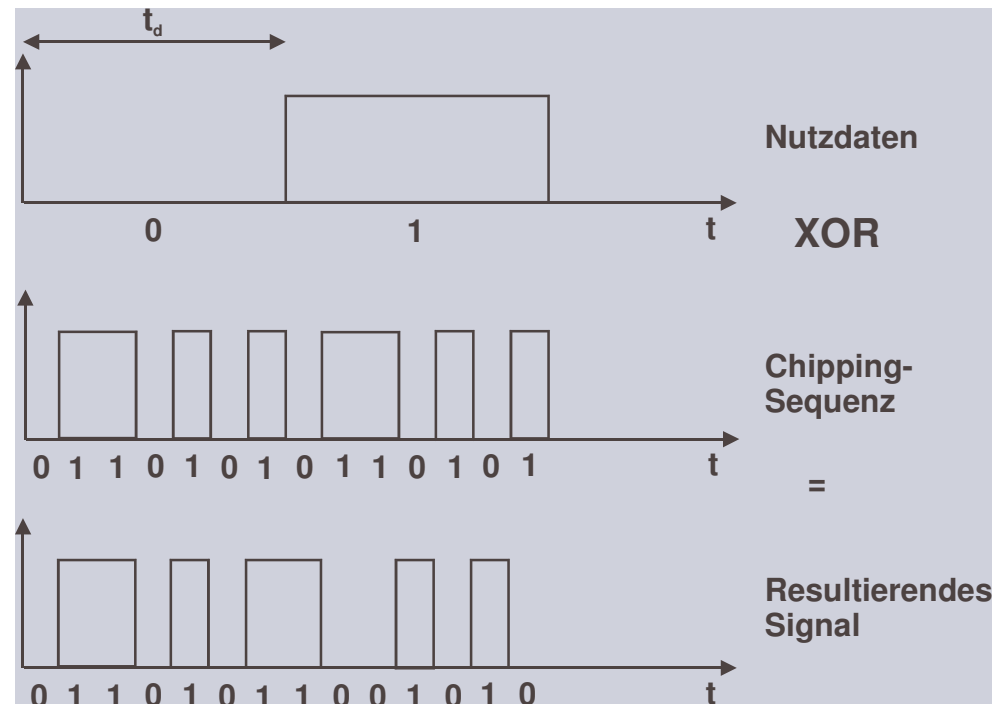 td
Nutzdaten
0 1 t
XOR
Chipping-
Sequenz
0 1 1 0 1 0 1 0 1 1 0 1 0 1 t
=
Resultierendes
Signal
0 1 1 0 1 0 1 1 0 0 1 0 1 0 t